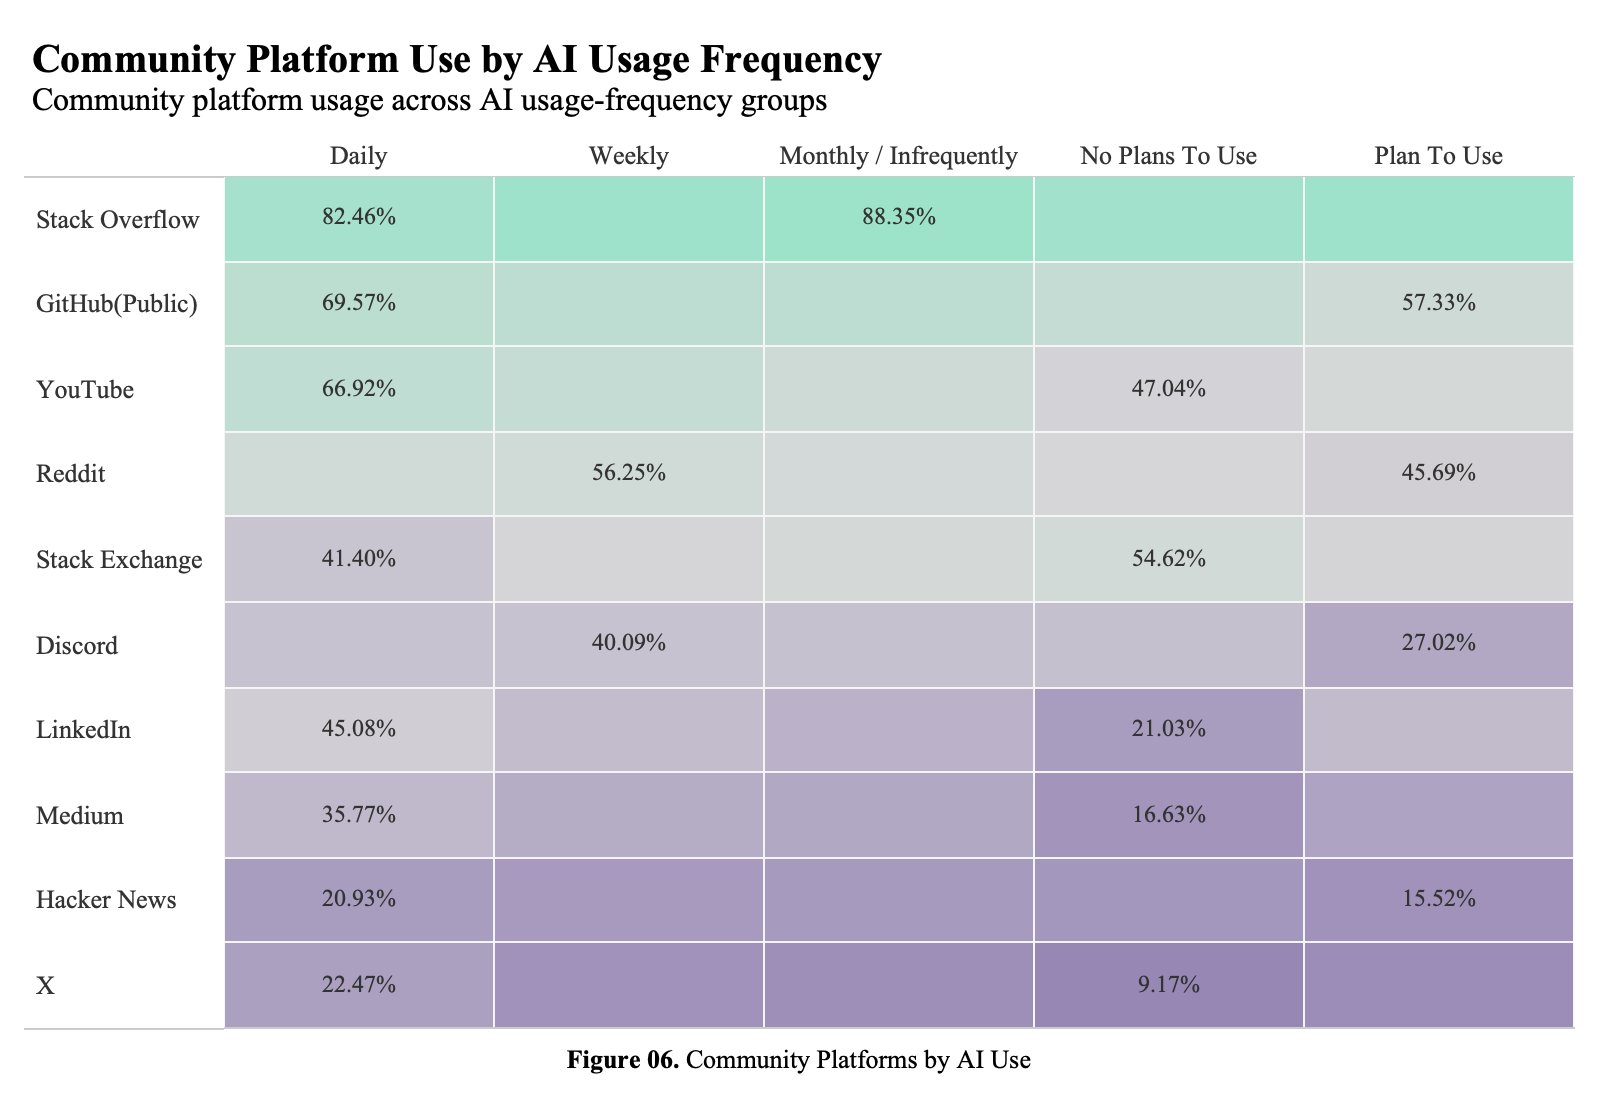 Community Platform Use by AI Usage Frequency
Community platform usage across AI usage-frequency groups
Daily Weekly Monthly / Infrequently No Plans To Use Plan To Use
Stack Overflow 82.46% 88.35%
GitHub(Public) 69.57% 57.33%
YouTube 66.92% 47.04%
Reddit 56.25% 45.69%
Stack Exchange 41.40% 54.62%
Discord 40.09% 27.02%
LinkedIn 45.08% 21.03%
Medium 35.77% 16.63%
Hacker News 20.93% 15.52%
X 22.47% 9.17%
Figure 06. Community Platforms by AI Use